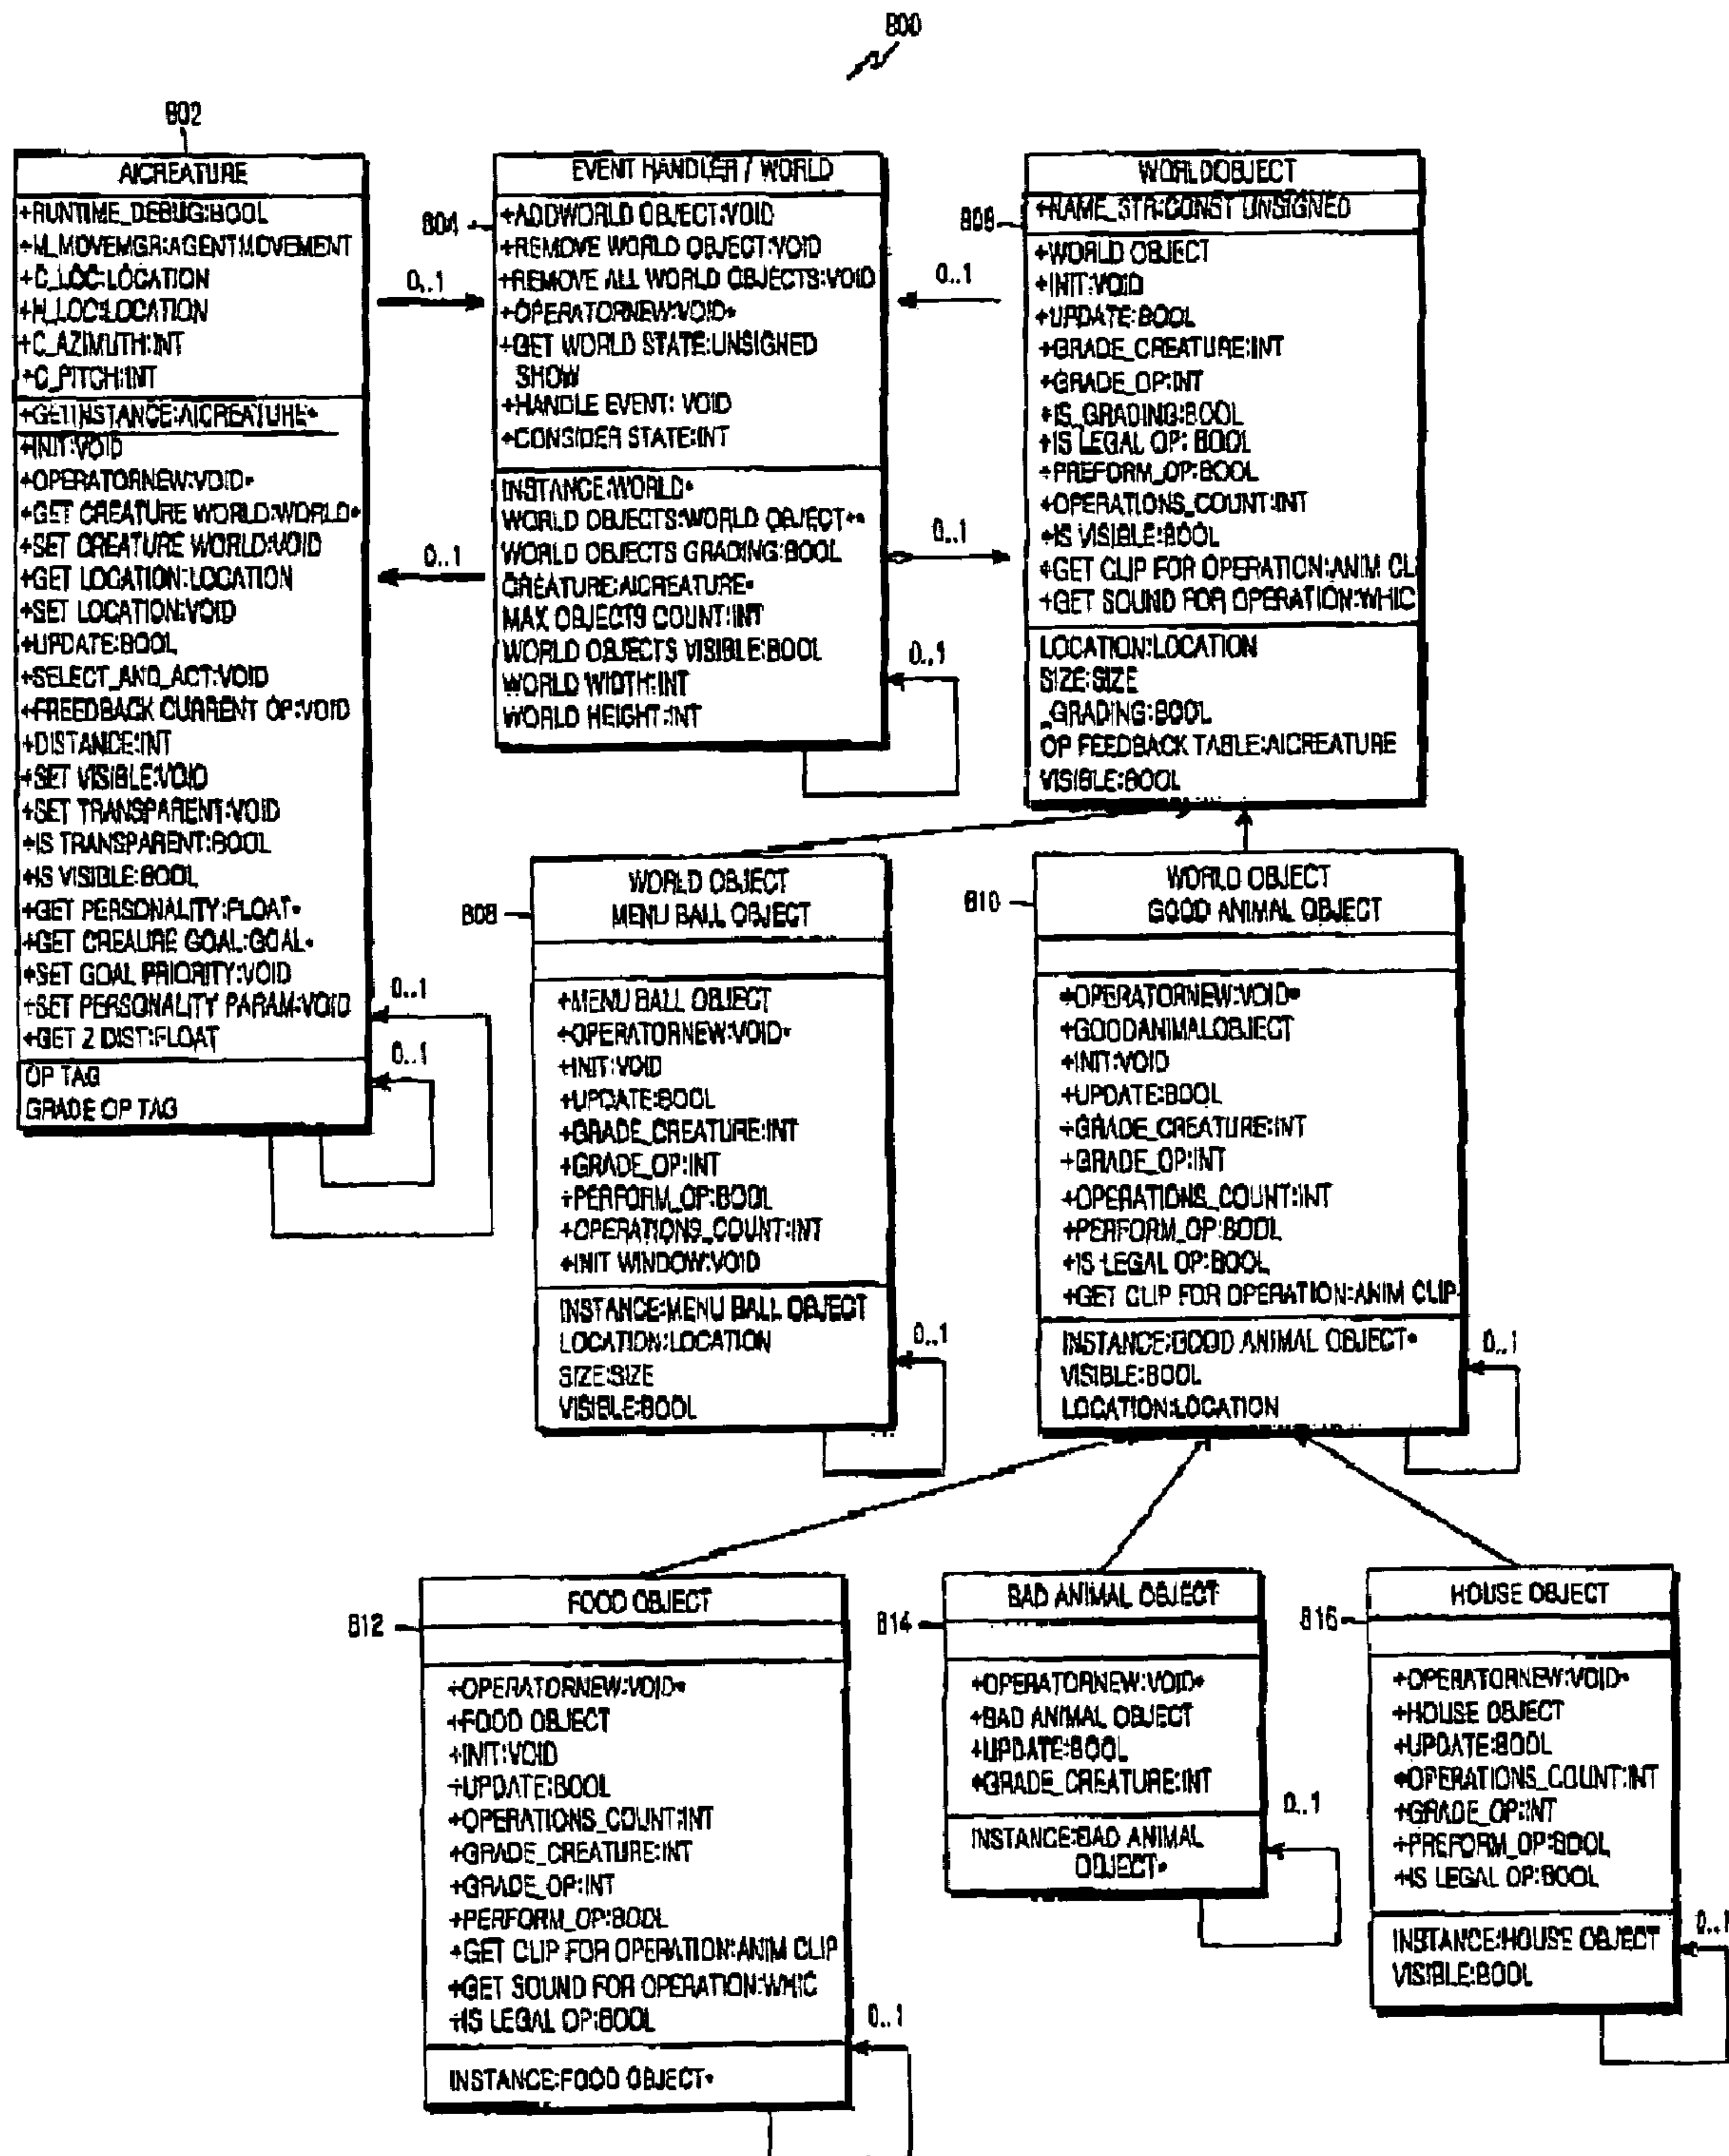 800
802
AICREATURE
+RUNTIME_DEBUG:BOOL
+M_MOVEMGR:AGENTMOVEMENT
+C_LOC:LOCATION
+H_LOC:LOCATION
+C_AZIMUTH:INT
+C_PITCH:INT
+GETINSTANCE:AICREATURE*
+INIT:VOID
+OPERATORNEW:VOID*
+GET CREATURE WORLD:WORLD*
+SET CREATURE WORLD:VOID
+GET LOCATION:LOCATION
+SET LOCATION:VOID
+UPDATE:BOOL
+SELECT_AND_ACT:VOID
+FREEDBACK CURRENT OP:VOID
+DISTANCE:INT
+SET VISIBLE:VOID
+SET TRANSPARENT:VOID
+IS TRANSPARENT:BOOL
+IS VISIBLE:BOOL
+GET PERSONALITY:FLOAT*
+GET CREAURE GOAL:GOAL*
+SET GOAL PRIORITY:VOID
+SET PERSONALITY PARAM:VOID
+GET 2 DIST:FLOAT
OP TAG
GRADE OP TAG
0..1
0..1
0..1
0..1
804
EVENT HANDLER / WORLD
+ADDWORLD OBJECT:VOID
+REMOVE WORLD OBJECT:VOID
+REMOVE ALL WORLD OBJECTS:VOID
+OPERATORNEW:VOID*
+GET WORLD STATE:UNSIGNED
SHOW
+HANDLE EVENT: VOID
+CONSIDER STATE:INT
INSTANCE:WORLD*
WORLD OBJECTS:WORLD OBJECT**
WORLD OBJECTS GRADING:BOOL
CREATURE:AICREATURE*
MAX OBJECTS COUNT:INT
WORLD OBJECTS VISIBLE:BOOL
WORLD WIDTH:INT
WORLD HEIGHT:INT
0..1
0..1
0..1
WORLDOBJECT
+NAME_STR:CONST UNSIGNED
+WORLD OBJECT
+INIT:VOID
+UPDATE:BOOL
+GRADE_CREATURE:INT
+GRADE_OP:INT
+IS_GRADING:BOOL
+IS LEGAL OP: BOOL
+PREFORM_OP:BOOL
+OPERATIONS_COUNT:INT
+IS VISIBLE:BOOL
+GET CLIP FOR OPERATION:ANIM CL
+GET SOUND FOR OPERATION:WHIC
LOCATION:LOCATION
SIZE:SIZE
_GRADING:BOOL
OP FEEDBACK TABLE:AICREATURE
VISIBLE:BOOL
808
WORLD OBJECT
MENU BALL OBJECT
+MENU BALL OBJECT
+OPERATORNEW:VOID*
+INIT:VOID
+UPDATE:BOOL
+GRADE_CREATURE:INT
+GRADE_OP:INT
+PERFORM_OP:BOOL
+OPERATIONS_COUNT:INT
+INIT WINDOW:VOID
INSTANCE:MENU BALL OBJECT
LOCATION:LOCATION
SIZE:SIZE
VISIBLE:BOOL
0..1
810
WORLD OBJECT
GOOD ANIMAL OBJECT
+OPERATORNEW:VOID*
+GOODANIMALOBJECT
+INIT:VOID
+UPDATE:BOOL
+GRADE_CREATURE:INT
+GRADE_OP:INT
+OPERATIONS_COUNT:INT
+PERFORM_OP:BOOL
+IS LEGAL OP:BOOL
+GET CLIP FOR OPERATION:ANIM CLIP
INSTANCE:GOOD ANIMAL OBJECT*
VISIBLE:BOOL
LOCATION:LOCATION
0..1
812
FOOD OBJECT
+OPERATORNEW:VOID*
+FOOD OBJECT
+INIT:VOID
+UPDATE:BOOL
+OPERATIONS_COUNT:INT
+GRADE_CREATURE:INT
+GRADE_OP:INT
+PERFORM_OP:BOOL
+GET CLIP FOR OPERATION:ANIM CLIP
+GET SOUND FOR OPERATION:WHIC
+IS LEGAL OP:BOOL
INSTANCE:FOOD OBJECT*
0..1
814
BAD ANIMAL OBJECT
+OPERATORNEW:VOID*
+BAD ANIMAL OBJECT
+UPDATE:BOOL
+GRADE_CREATURE:INT
INSTANCE:BAD ANIMAL
OBJECT*
0..1
816
HOUSE OBJECT
+OPERATORNEW:VOID*
+HOUSE OBJECT
+UPDATE:BOOL
+OPERATIONS_COUNT:INT
+GRADE_OP:INT
+PREFORM_OP:BOOL
+IS LEGAL OP:BOOL
INSTANCE:HOUSE OBJECT
VISIBLE:BOOL
0..1